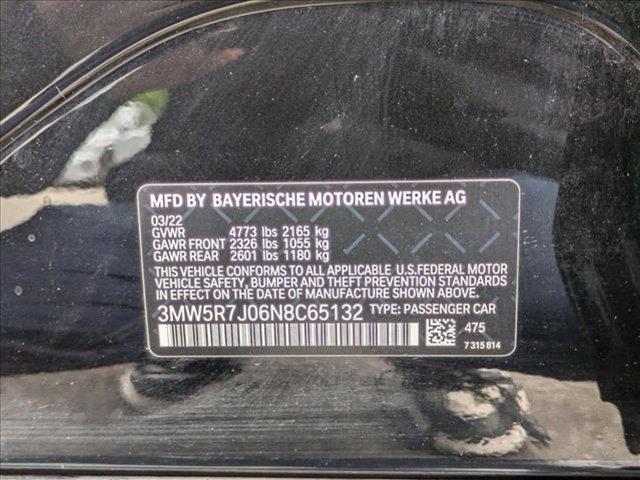 MFD BY BAYERISCHE MOTOREN WERKE AG
03/22
GVWR 4773 lbs 2165 kg
GAWR FRONT 2326 lbs 1055 kg
GAWR REAR 2601 lbs 1180 kg
THIS VEHICLE CONFORMS TO ALL APPLICABLE U.S.FEDERAL MOTOR
VEHICLE SAFETY, BUMPER AND THEFT PREVENTION STANDARDS
IN EFFECT ON THE DATE OF MANUFACTURE SHOWN ABOVE.
3MW5R7J06N8C65132 TYPE: PASSENGER CAR
475
7 315 814